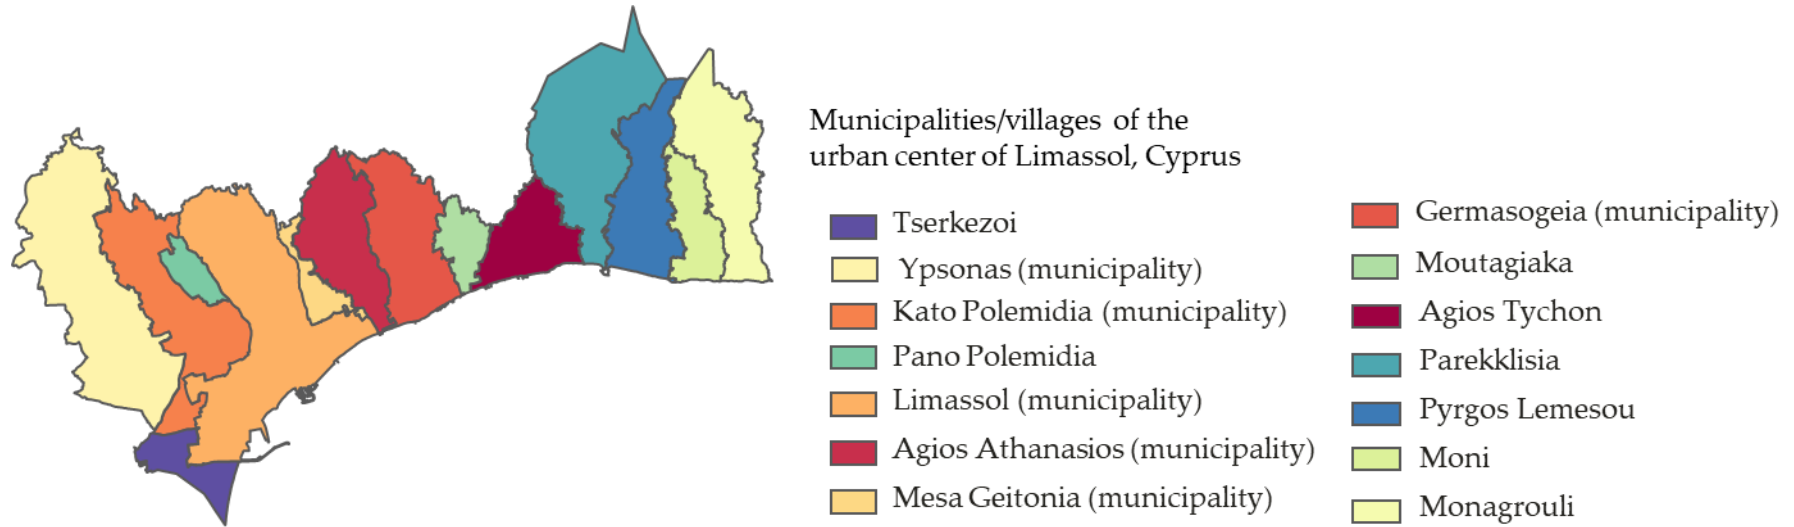 Municipalities/villages of the
urban center of Limassol, Cyprus
Tserkezoi
Ypsonas (municipality)
Kato Polemidia (municipality)
Pano Polemidia
Limassol (municipality)
Agios Athanasios (municipality)
Mesa Geitonia (municipality)
Germasogeia (municipality)
Moutagiaka
Agios Tychon
Parekklisia
Pyrgos Lemesou
Moni
Monagrouli